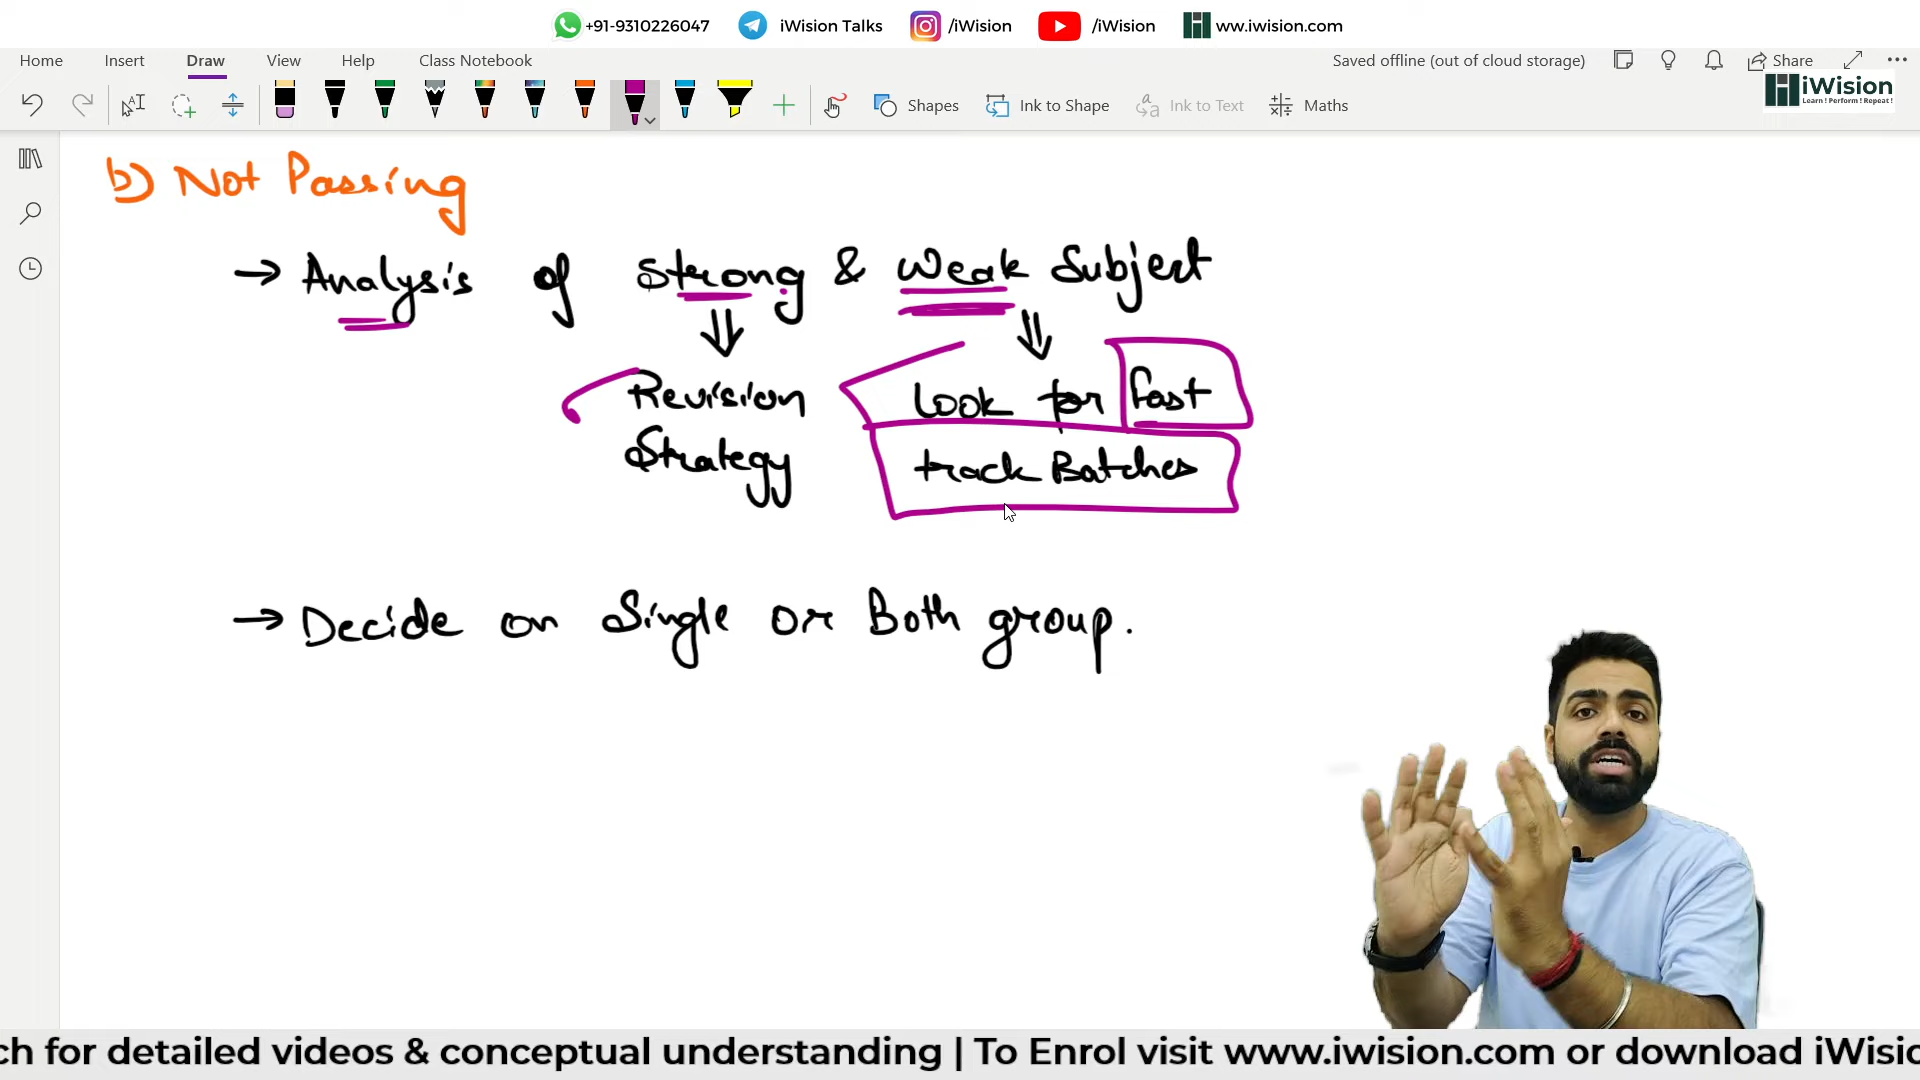 +91-9310226047 iWision Talks /iWision /iWision ww.iwision.com
Home Insert Draw View Help Class Notebook Saved offline (out of cloud storage) Share
Shapes Ink to Shape Ink to Text Maths
iWision
Learn ! Perform ! Repeat !
b) Not Passing
→ Analysis of Strong & Weak Subject
⇓ ⇓
Revision Look for fast
Strategy track Batches
→ Decide on Single or Both group.
ch for detailed videos & conceptual understanding | To Enrol visit www.iwision.com or download iWisio